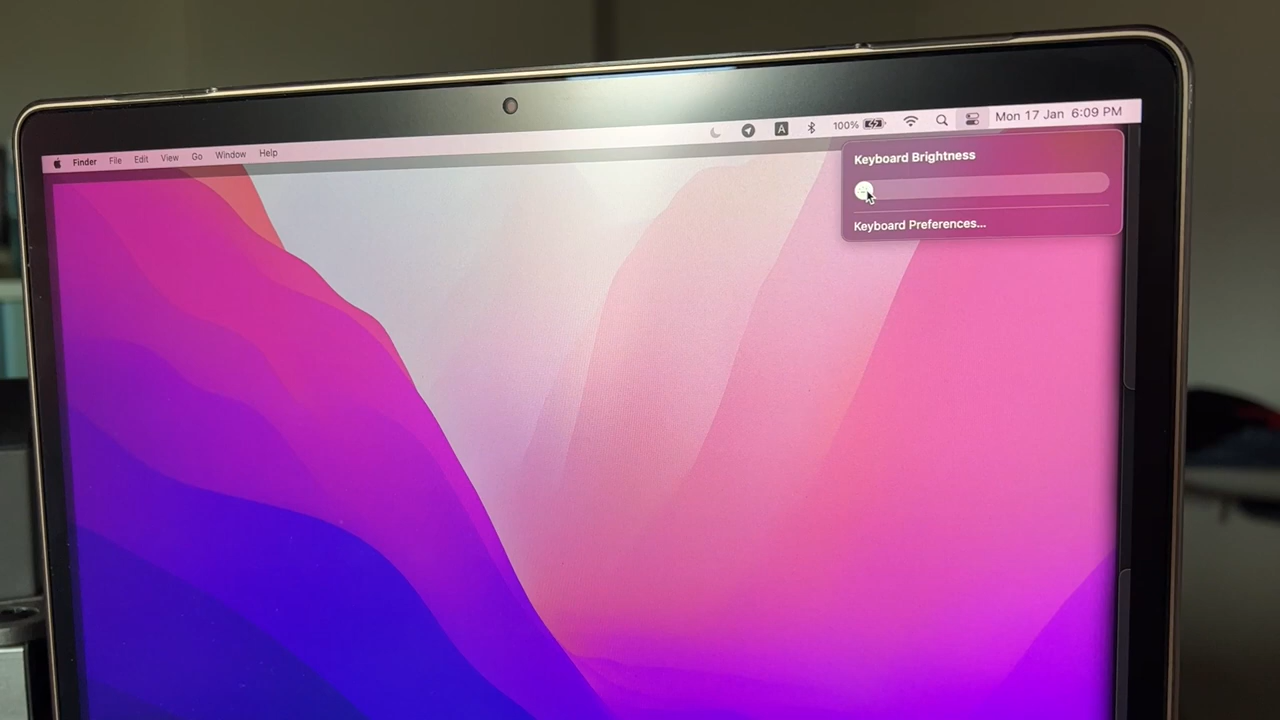 Finder File Edit View Go Window Help A 100% Mon 17 Jan 6:09 PM
Keyboard Brightness
Keyboard Preferences...